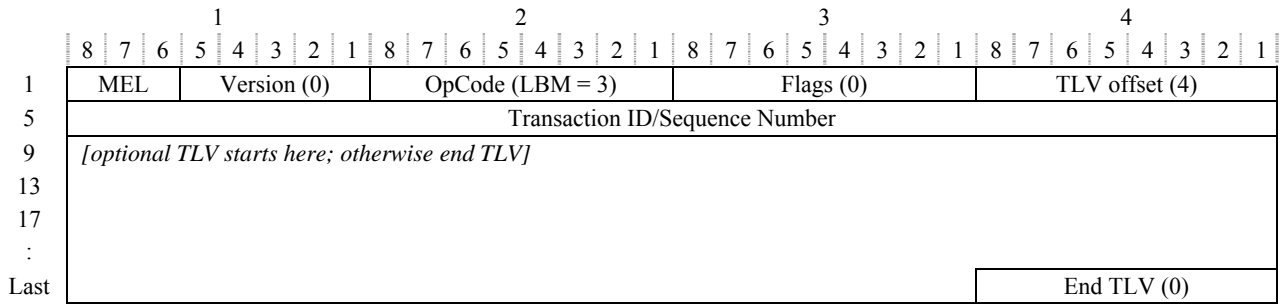 1 2 3 4
8 7 6 5 4 3 2 1 8 7 6 5 4 3 2 1 8 7 6 5 4 3 2 1 8 7 6 5 4 3 2 1
1 MEL Version (0) OpCode (LBM = 3) Flags (0) TLV offset (4)
5 Transaction ID/Sequence Number
9 [optional TLV starts here; otherwise end TLV]
13
17
:
Last End TLV (0)